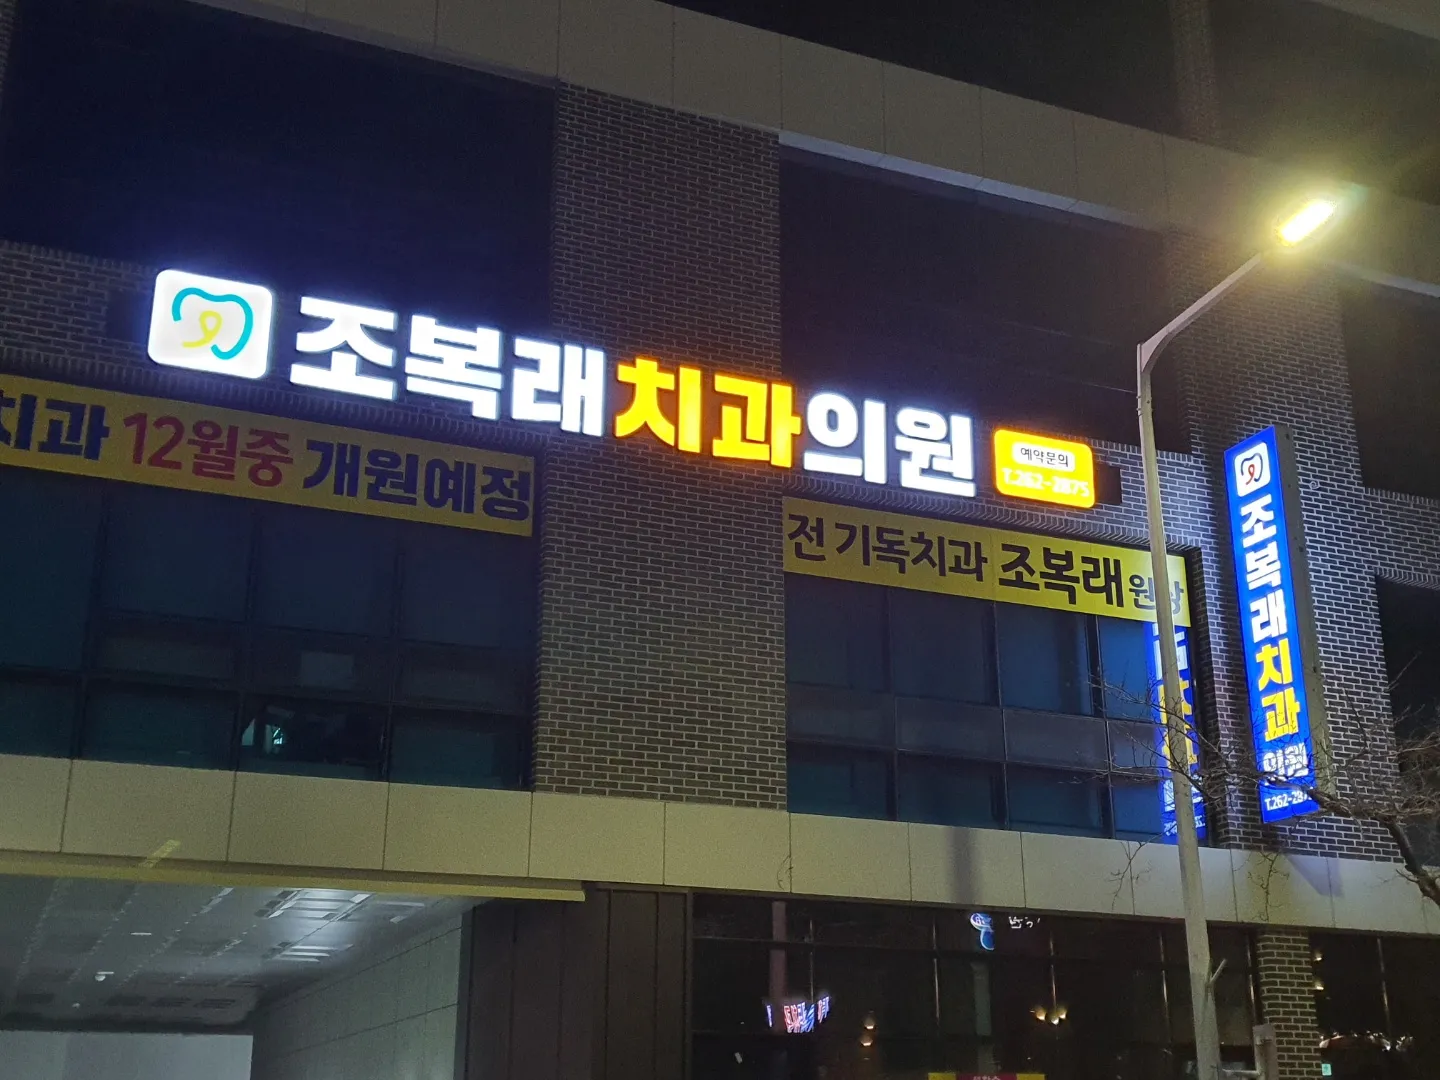 조복래치과의원
예약문의
T.262-2875
치과 12월중 개원예정
전 기독치과 조복래 원장
조복래치과의원
T.262-2875